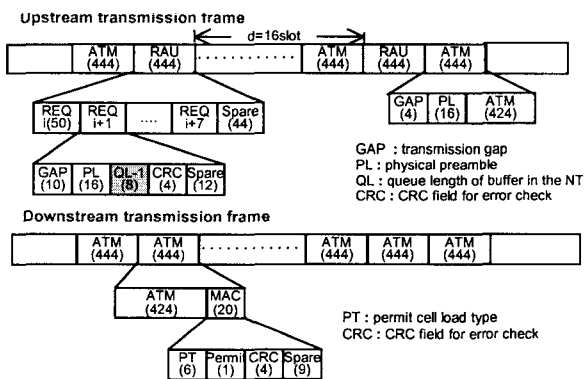 Upstream transmission frame
d=16slot
ATM (444)
RAU (444)
ATM (444)
RAU (444)
ATM (444)
REQ i(50)
REQ i+1
....
REQ i+7
Spare (44)
GAP (4)
PL (16)
ATM (424)
GAP (10)
PL (16)
QL-1 (8)
CRC (4)
Spare (12)
GAP : transmission gap
PL : physical preamble
QL : queue length of buffer in the NT
CRC : CRC field for error check
Downstream transmission frame
ATM (444)
ATM (444)
ATM (444)
ATM (444)
ATM (444)
ATM (424)
MAC (20)
PT (6)
Permit (1)
CRC (4)
Spare (9)
PT : permit cell load type
CRC : CRC field for error check